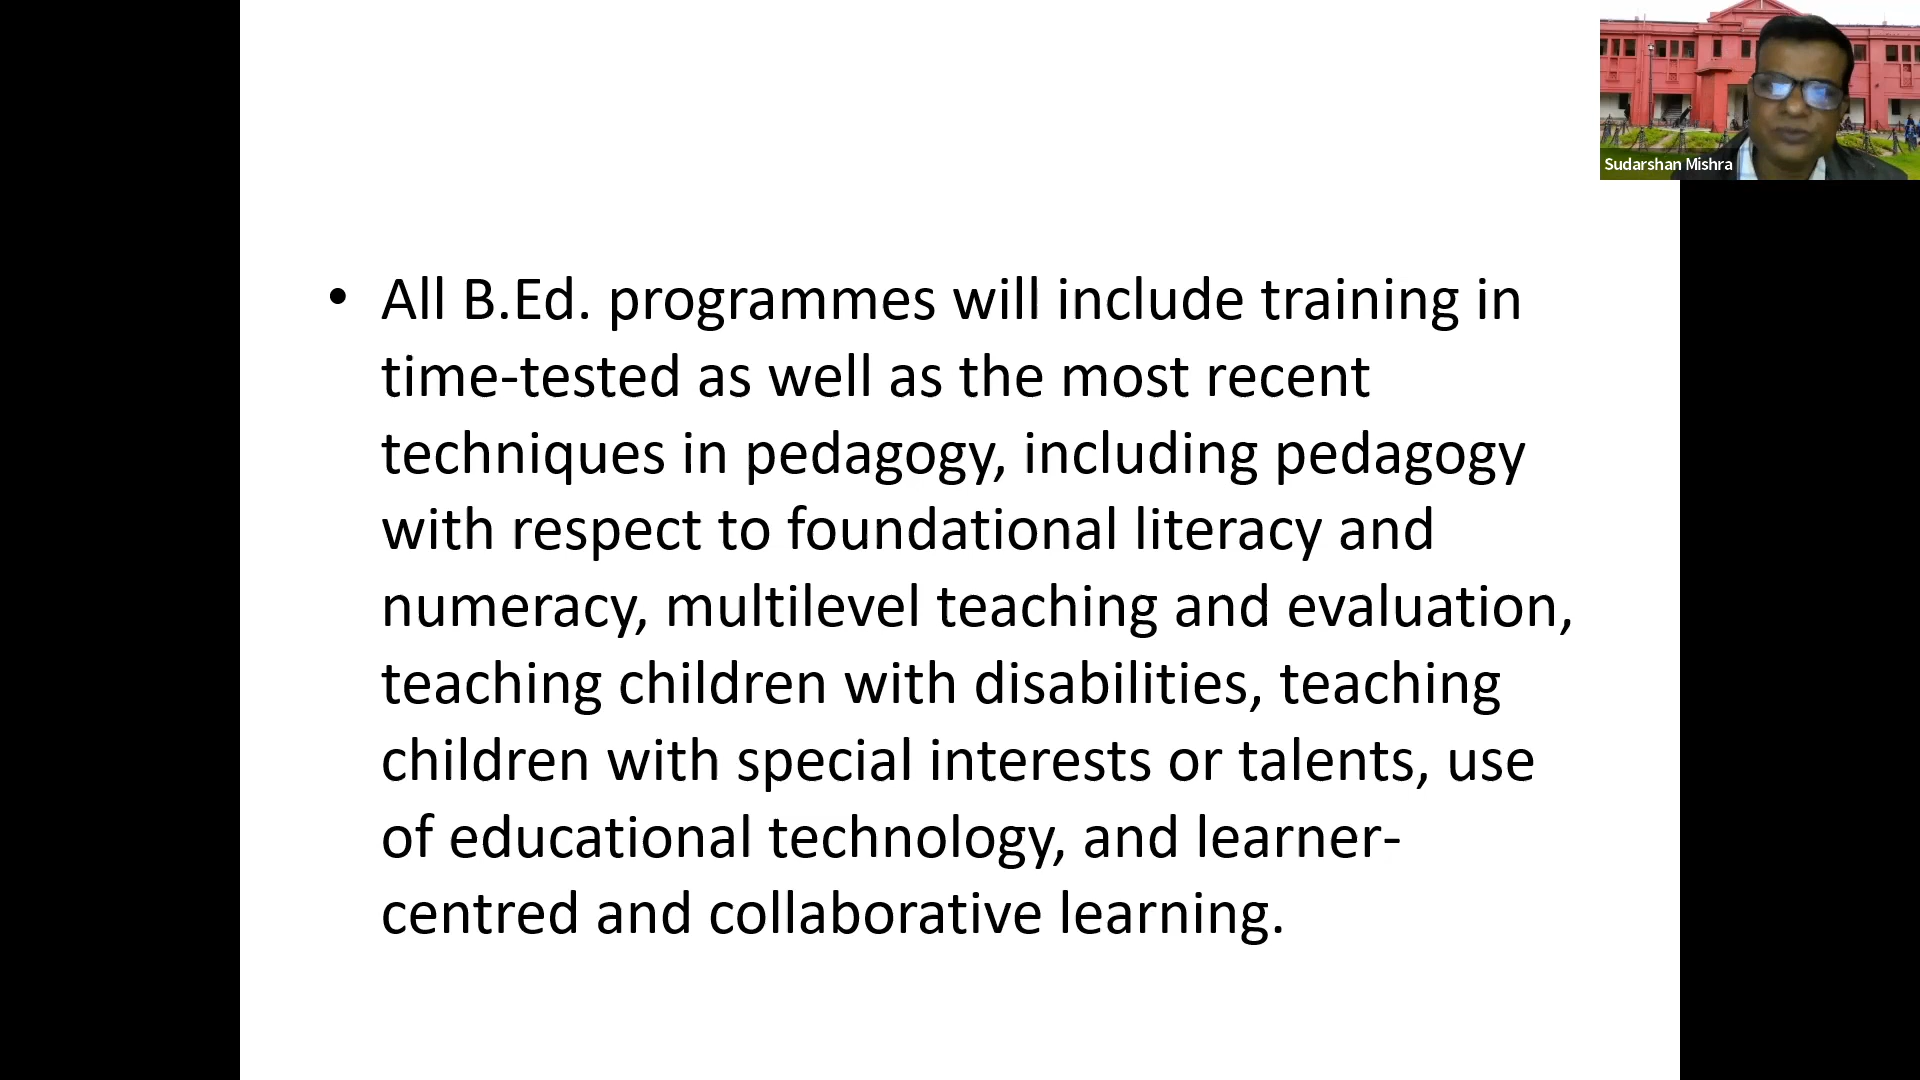 • All B.Ed. programmes will include training in
time-tested as well as the most recent
techniques in pedagogy, including pedagogy
with respect to foundational literacy and
numeracy, multilevel teaching and evaluation,
teaching children with disabilities, teaching
children with special interests or talents, use
of educational technology, and learner-
centred and collaborative learning.
Sudarshan Mishra